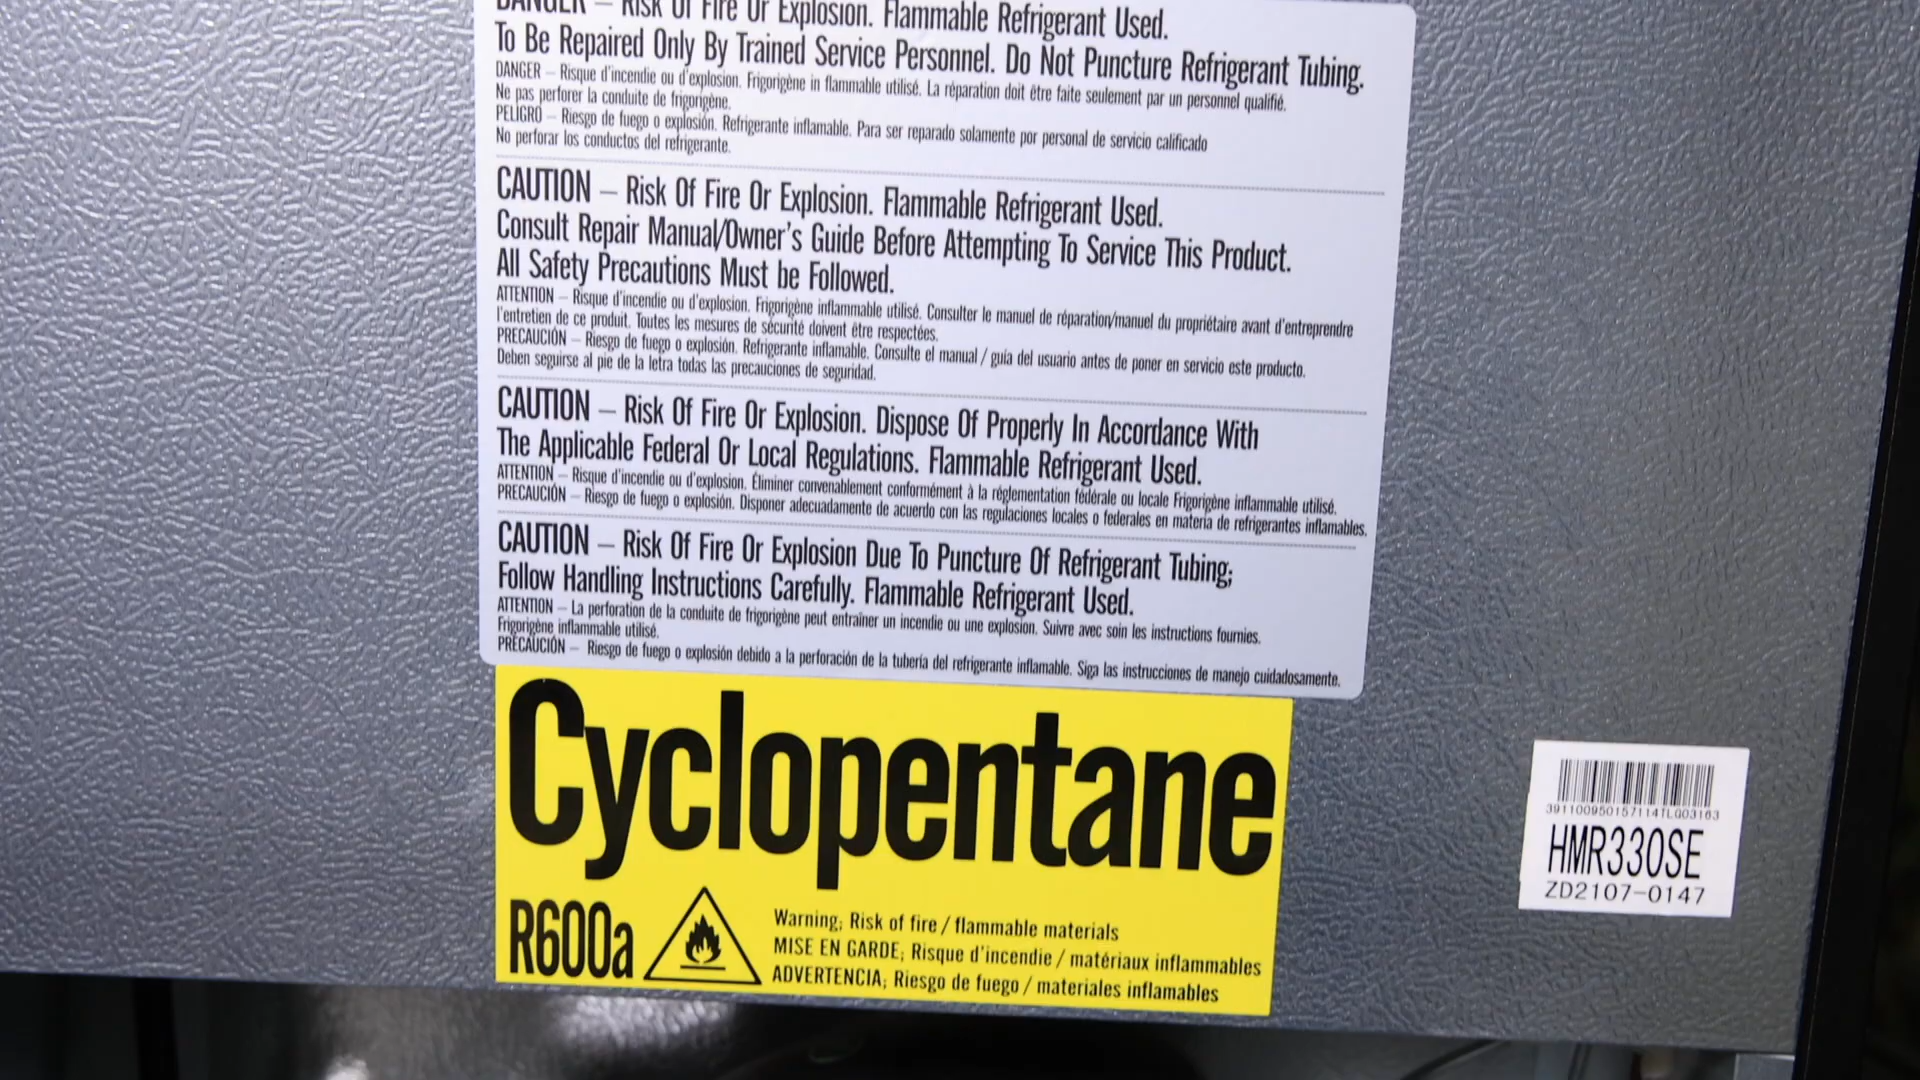 DANGER – Risk Of Fire Or Explosion. Flammable Refrigerant Used.
To Be Repaired Only By Trained Service Personnel. Do Not Puncture Refrigerant Tubing.
DANGER – Risque d'incendie ou d'explosion. Frigorigène in flammable utilisé. La réparation doit être faite seulement par un personnel qualifié.
Ne pas perforer la conduite de frigorigène.
PELIGRO – Riesgo de fuego o explosión. Refrigerante inflamable. Para ser reparado solamente por personal de servicio calificado
No perforar los conductos del refrigerante.
CAUTION – Risk Of Fire Or Explosion. Flammable Refrigerant Used.
Consult Repair Manual/Owner's Guide Before Attempting To Service This Product.
All Safety Precautions Must be Followed.
ATTENTION – Risque d'incendie ou d'explosion. Frigorigène inflammable utilisé. Consulter le manuel de réparation/manuel du propriétaire avant d'entreprendre
l'entretien de ce produit. Toutes les mesures de sécurité doivent être respectées.
PRECAUCIÓN – Riesgo de fuego o explosión. Refrigerante inflamable. Consulte el manual / guía del usuario antes de poner en servicio este producto.
Deben seguirse al pie de la letra todas las precauciones de seguridad.
CAUTION – Risk Of Fire Or Explosion. Dispose Of Properly In Accordance With
The Applicable Federal Or Local Regulations. Flammable Refrigerant Used.
ATTENTION – Risque d'incendie ou d'explosion. Éliminer convenablement conformément à la réglementation fédérale ou locale Frigorigène inflammable utilisé.
PRECAUCIÓN – Riesgo de fuego o explosión. Disponer adecuadamente de acuerdo con las regulaciones locales o federales en materia de refrigerantes inflamables.
CAUTION – Risk Of Fire Or Explosion Due To Puncture Of Refrigerant Tubing;
Follow Handling Instructions Carefully. Flammable Refrigerant Used.
ATTENTION – La perforation de la conduite de frigorigène peut entraîner un incendie ou une explosion. Suivre avec soin les instructions fournies.
Frigorigène inflammable utilisé.
PRECAUCIÓN – Riesgo de fuego o explosión debido a la perforación de la tubería del refrigerante inflamable. Siga las instrucciones de manejo cuidadosamente.
Cyclopentane
R600a
Warning; Risk of fire / flammable materials
MISE EN GARDE; Risque d'incendie / matériaux inflammables
ADVERTENCIA; Riesgo de fuego / materiales inflamables
391100950157114TLG03163
HMR330SE
ZD2107-0147